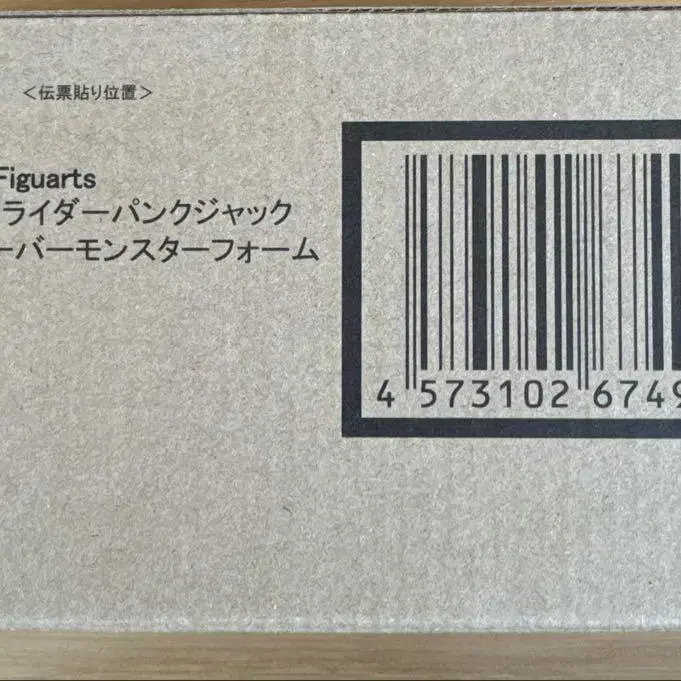 ＜伝票貼り位置＞
Figuarts
ライダーパンクジャック
ーバーモンスターフォーム
4 573102 6749